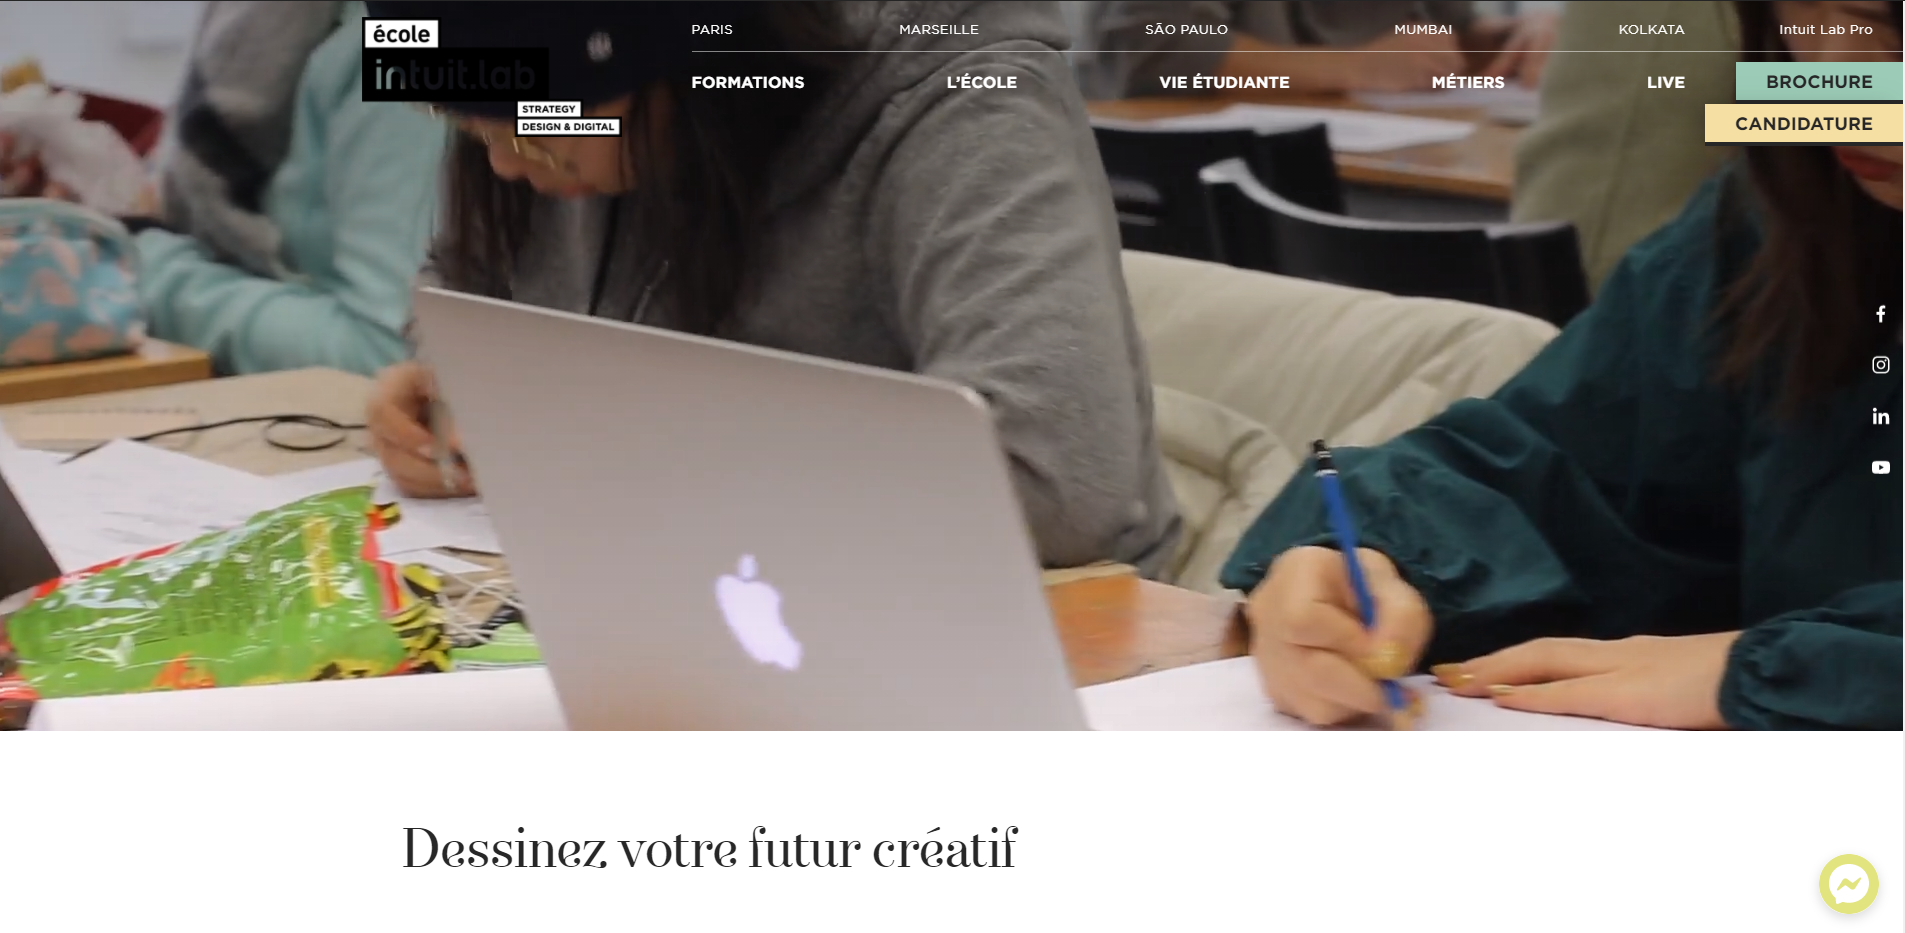 école
intuit.lab
STRATEGY
DESIGN & DIGITAL
PARIS MARSEILLE SÃO PAULO MUMBAI KOLKATA Intuit Lab Pro
FORMATIONS L'ÉCOLE VIE ÉTUDIANTE MÉTIERS LIVE BROCHURE
CANDIDATURE
Dessinez votre futur créatif